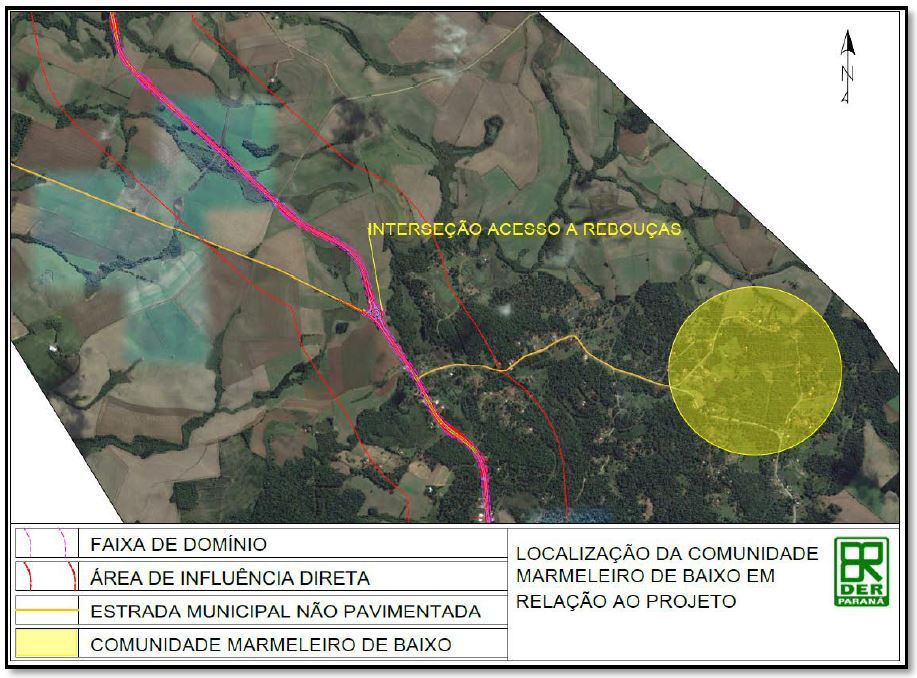 N
INTERSEÇÃO ACESSO A REBOUÇAS
FAIXA DE DOMÍNIO
ÁREA DE INFLUÊNCIA DIRETA
ESTRADA MUNICIPAL NÃO PAVIMENTADA
COMUNIDADE MARMELEIRO DE BAIXO
LOCALIZAÇÃO DA COMUNIDADE
MARMELEIRO DE BAIXO EM
RELAÇÃO AO PROJETO
DER
PARANÁ